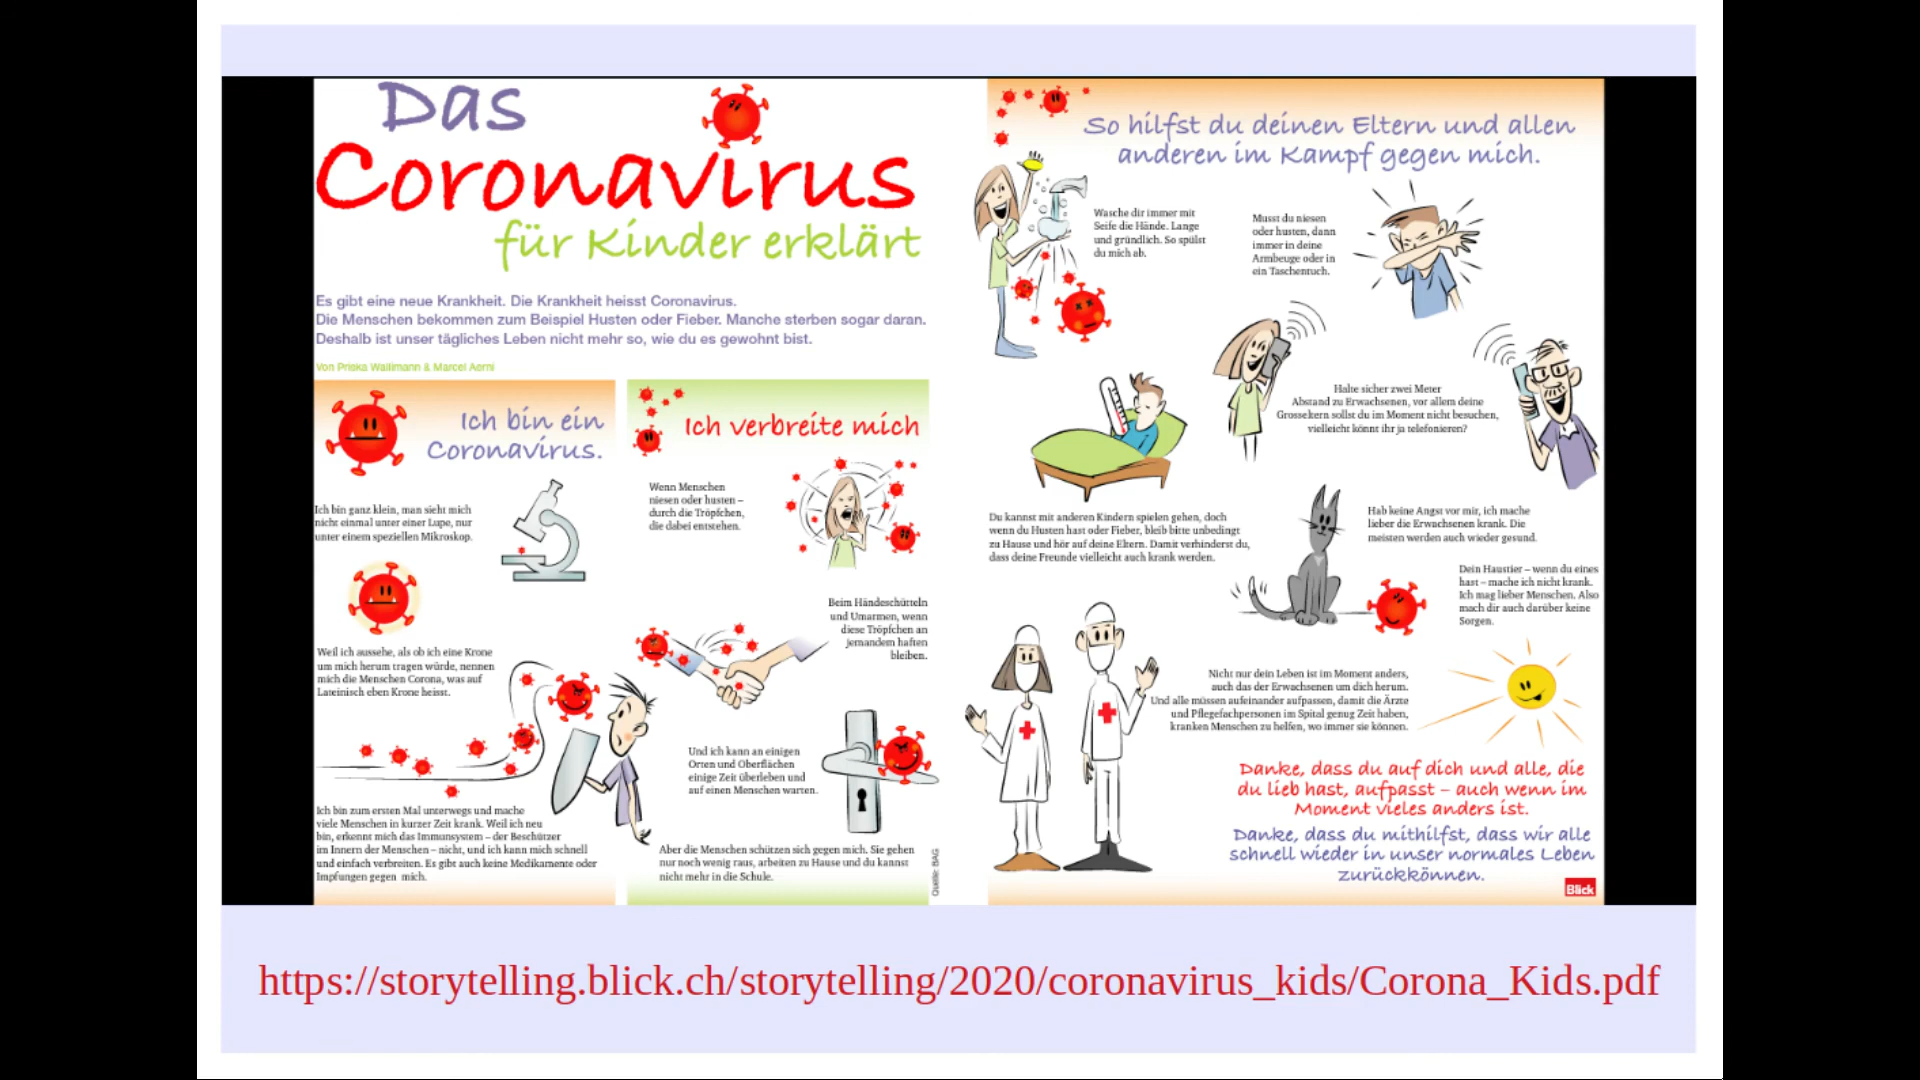 Das
Coronavirus
für Kinder erklärt
Es gibt eine neue Krankheit. Die Krankheit heisst Coronavirus.
Die Menschen bekommen zum Beispiel Husten oder Fieber. Manche sterben sogar daran.
Deshalb ist unser tägliches Leben nicht mehr so, wie du es gewohnt bist.
Von Priska Wallimann & Marcel Aerni
Ich bin ein
Coronavirus.
Ich bin ganz klein, man sieht mich
nicht einmal unter einer Lupe, nur
unter einem speziellen Mikroskop.
Weil ich aussehe, als ob ich eine Krone
um mich herum tragen würde, nennen
mich die Menschen Corona, was auf
Lateinisch eben Krone heisst.
Ich bin zum ersten Mal unterwegs und mache
viele Menschen in kurzer Zeit krank. Weil ich neu
bin, erkennt mich das Immunsystem – der Beschützer
im Innern der Menschen – nicht, und ich kann mich schnell
und einfach verbreiten. Es gibt auch keine Medikamente oder
Impfungen gegen mich.
Ich verbreite mich
Wenn Menschen
niesen oder husten –
durch die Tröpfchen,
die dabei entstehen.
Beim Händeschütteln
und Umarmen, wenn
diese Tröpfchen an
jemandem haften
bleiben.
Und ich kann an einigen
Orten und Oberflächen
einige Zeit überleben und
auf einen Menschen warten.
Aber die Menschen schützen sich gegen mich. Sie gehen
nur noch wenig raus, arbeiten zu Hause und du kannst
nicht mehr in die Schule.
Quelle: BAG
So hilfst du deinen Eltern und allen
anderen im Kampf gegen mich.
Wasche dir immer mit
Seife die Hände. Lange
und gründlich. So spülst
du mich ab.
Musst du niesen
oder husten, dann
immer in deine
Armbeuge oder in
ein Taschentuch.
Halte sicher zwei Meter
Abstand zu Erwachsenen, vor allem deine
Grosseltern sollst du im Moment nicht besuchen,
vielleicht könnt ihr ja telefonieren?
Du kannst mit anderen Kindern spielen gehen, doch
wenn du Husten hast oder Fieber, bleib bitte unbedingt
zu Hause und hör auf deine Eltern. Damit verhinderst du,
dass deine Freunde vielleicht auch krank werden.
Hab keine Angst vor mir, ich mache
lieber die Erwachsenen krank. Die
meisten werden auch wieder gesund.
Dein Haustier – wenn du eines
hast – mache ich nicht krank.
Ich mag lieber Menschen. Also
mach dir auch darüber keine
Sorgen.
Nicht nur dein Leben ist im Moment anders,
auch das der Erwachsenen um dich herum.
Und alle müssen aufeinander aufpassen, damit die Ärzte
und Pflegefachpersonen im Spital genug Zeit haben,
kranken Menschen zu helfen, wo immer sie können.
Danke, dass du auf dich und alle, die
du lieb hast, aufpasst – auch wenn im
Moment vieles anders ist.
Danke, dass du mithilfst, dass wir alle
schnell wieder in unser normales Leben
zurückkönnen.
Blick
https://storytelling.blick.ch/storytelling/2020/coronavirus_kids/Corona_Kids.pdf